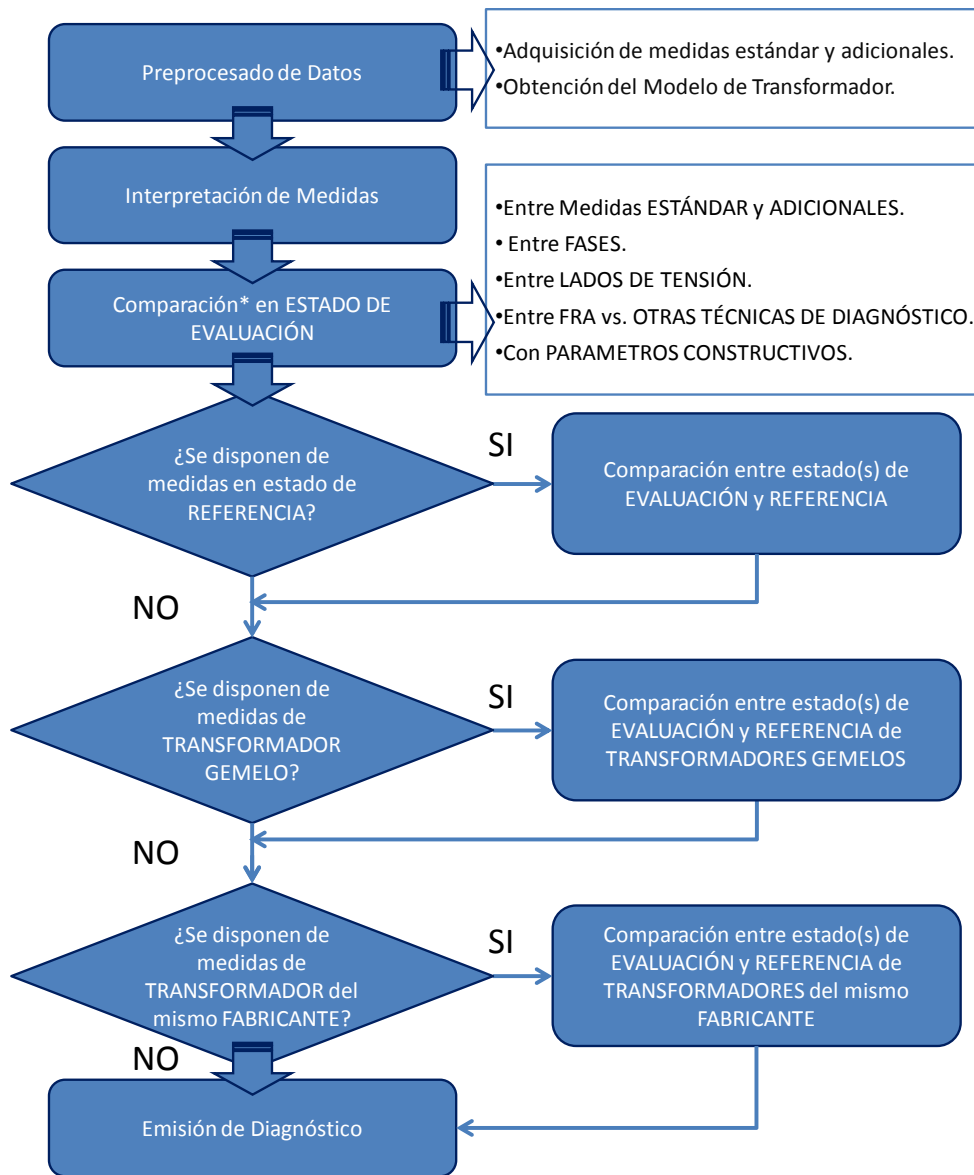 Preprocesado de Datos
•Adquisición de medidas estándar y adicionales.
•Obtención del Modelo de Transformador.
Interpretación de Medidas
Comparación* en ESTADO DE
EVALUACIÓN
•Entre Medidas ESTÁNDAR y ADICIONALES.
• Entre FASES.
•Entre LADOS DE TENSIÓN.
•Entre FRA vs. OTRAS TÉCNICAS DE DIAGNÓSTICO.
•Con PARAMETROS CONSTRUCTIVOS.
¿Se disponen de
medidas en estado de
REFERENCIA?
SI
Comparación entre estado(s) de
EVALUACIÓN y REFERENCIA
NO
¿Se disponen de
medidas de
TRANSFORMADOR
GEMELO?
SI
Comparación entre estado(s) de
EVALUACIÓN y REFERENCIA de
TRANSFORMADORES GEMELOS
NO
¿Se disponen de
medidas de
TRANSFORMADOR del
mismo FABRICANTE?
SI
Comparación entre estado(s) de
EVALUACIÓN y REFERENCIA de
TRANSFORMADORES del mismo
FABRICANTE
NO
Emisión de Diagnóstico